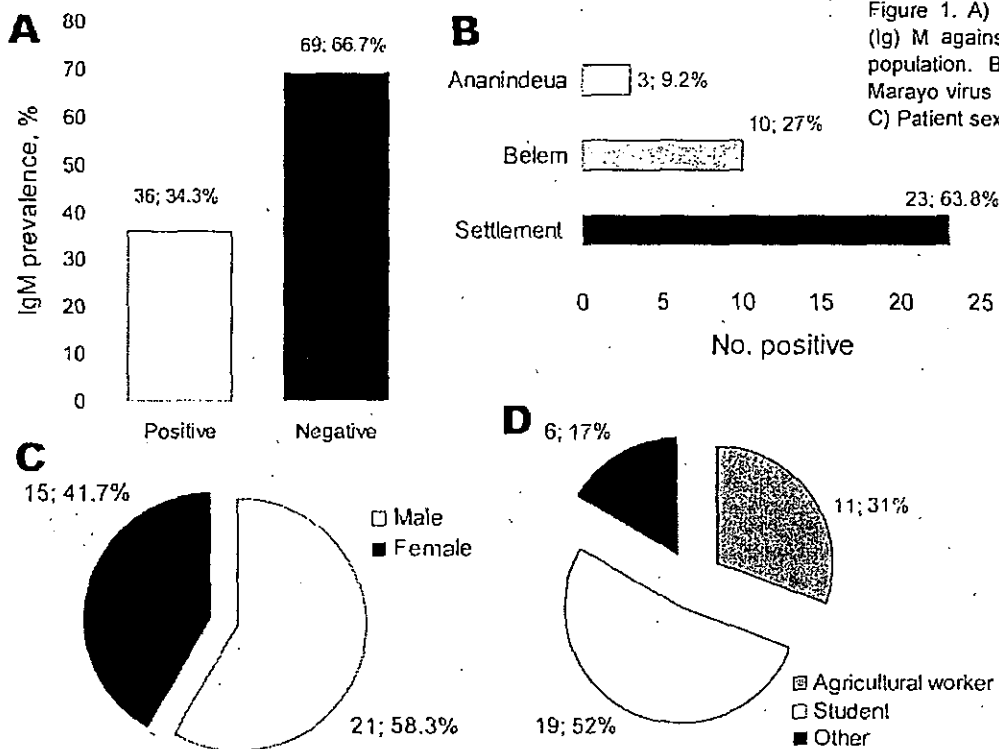 Figure 1. A)
(Ig) M agains
population. B
Marayo virus
C) Patient sex
A
IgM prevalence, %
80
70
60
50
40
30
20
10
0
36; 34.3%
69; 66.7%
Positive
Negative
B
Ananindeua
3; 9.2%
Belem
10; 27%
Settlement
23; 63.8%
0 5 10 15 20 25
No. positive
C
15; 41.7%
Male
Female
21; 58.3%
D
6; 17%
11; 31%
19; 52%
Agricultural worker
Student
Other